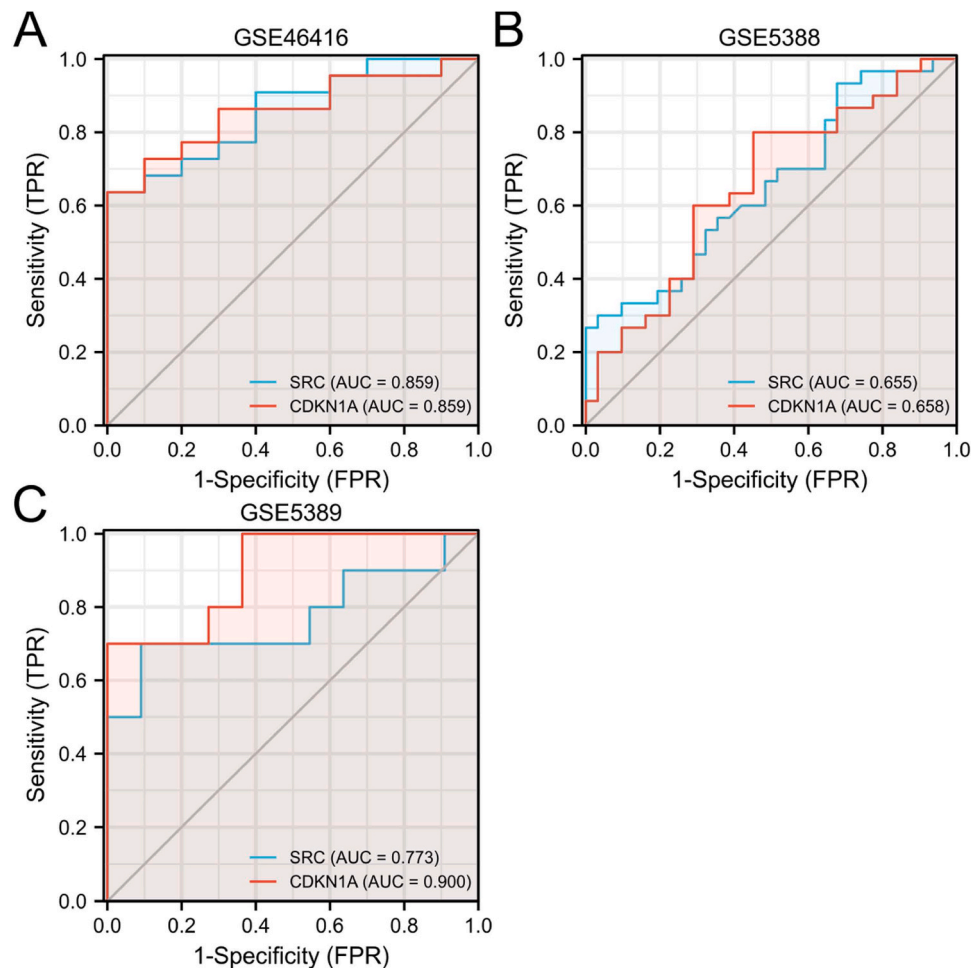 A
GSE46416
1.0
0.8
0.6
0.4
0.2
0.0
Sensitivity (TPR)
SRC (AUC = 0.859)
CDKN1A (AUC = 0.859)
0.0 0.2 0.4 0.6 0.8 1.0
1-Specificity (FPR)
B
GSE5388
1.0
0.8
0.6
0.4
0.2
0.0
Sensitivity (TPR)
SRC (AUC = 0.655)
CDKN1A (AUC = 0.658)
0.0 0.2 0.4 0.6 0.8 1.0
1-Specificity (FPR)
C
GSE5389
1.0
0.8
0.6
0.4
0.2
0.0
Sensitivity (TPR)
SRC (AUC = 0.773)
CDKN1A (AUC = 0.900)
0.0 0.2 0.4 0.6 0.8 1.0
1-Specificity (FPR)